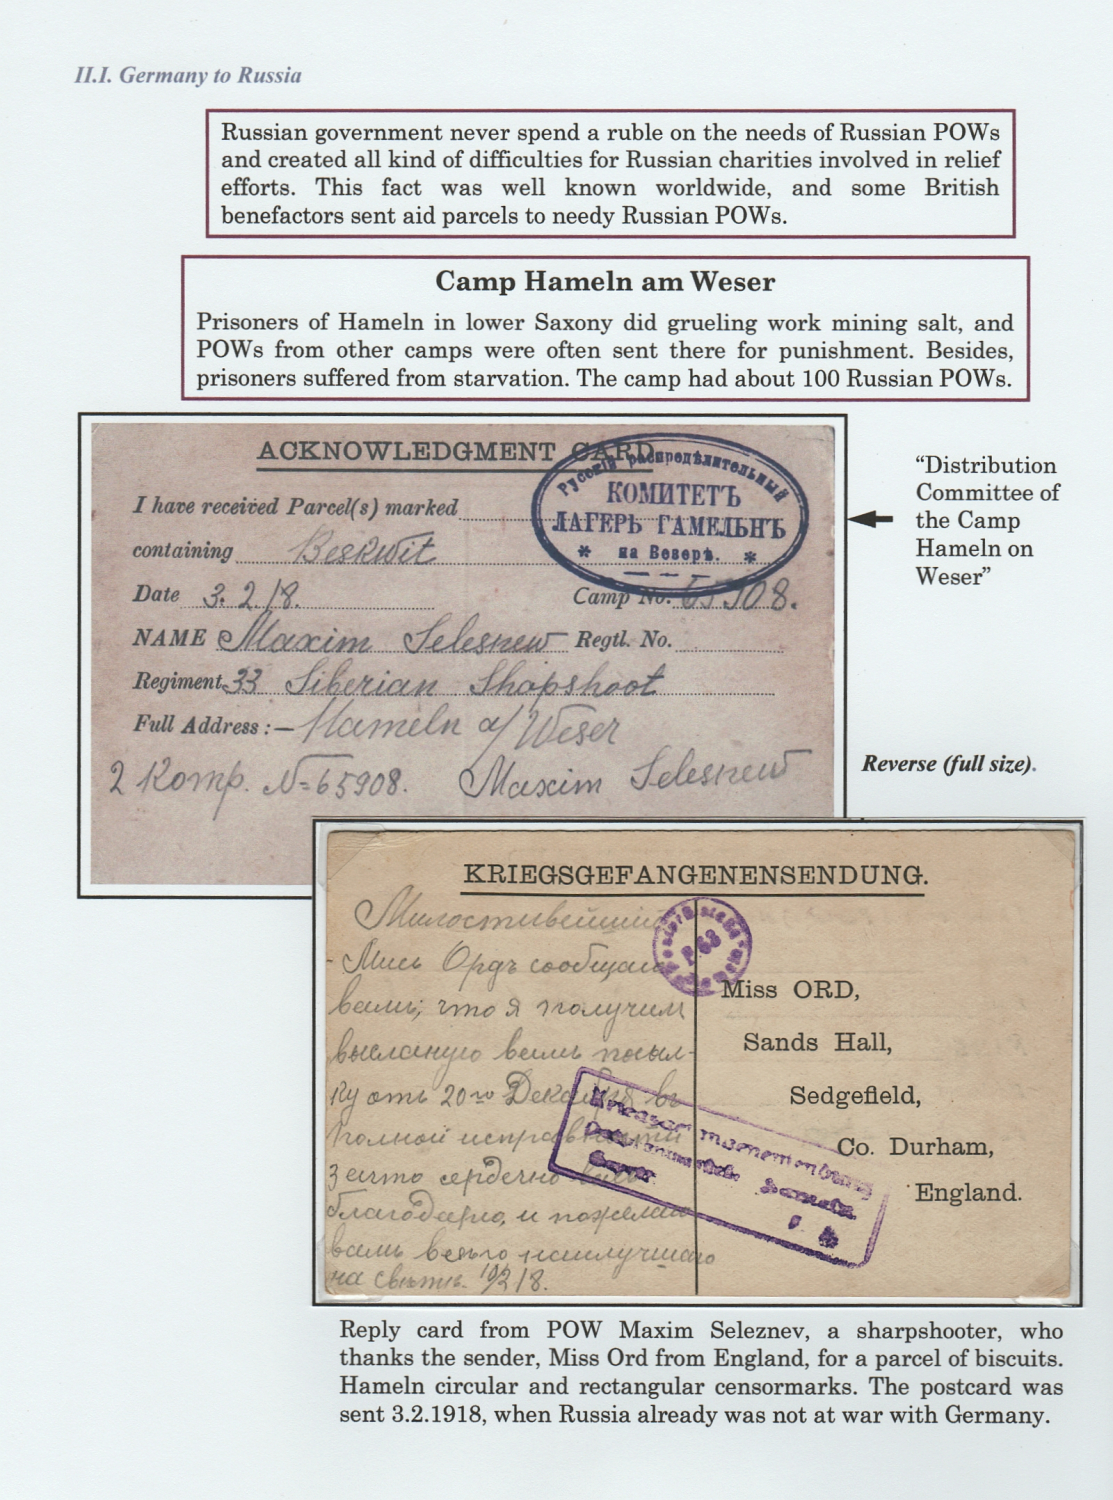 II.I. Germany to Russia
Russian government never spend a ruble on the needs of Russian POWs
and created all kind of difficulties for Russian charities involved in relief
efforts. This fact was well known worldwide, and some British
benefactors sent aid parcels to needy Russian POWs.
Camp Hameln am Weser
Prisoners of Hameln in lower Saxony did grueling work mining salt, and
POWs from other camps were often sent there for punishment. Besides,
prisoners suffered from starvation. The camp had about 100 Russian POWs.
ACKNOWLEDGMENT CARD
Русскій распредѣлительный
КОМИТЕТЪ
ЛАГЕРЬ ГАМЕЛЬНЪ
* на Везерѣ. *
I have received Parcel(s) marked
containing Beskwit
Date 3. 2. 18. Camp No. 65908.
NAME Maxim Selesnew Regtl. No.
Regiment 33 Siberian Shapshoot
Full Address:— Hameln a/Weser
2 Komp. N=65908. Maxim Selesnew
“Distribution
Committee of
the Camp
Hameln on
Weser”
Reverse (full size).
KRIEGSGEFANGENENSENDUNG.
Милостивейшая
Мись Ордъ сообщаю
вамъ, что я получил
высланую вами посыл-
ку отъ 20го Декабря въ
полной исправности
зашто сердечно васъ
благодарю, и пожелаю
вамъ всего наилучшаго
на свѣтѣ. 10/2 18.
P. 63
Miss ORD,
Sands Hall,
Sedgefield,
Co. Durham,
England.
Reply card from POW Maxim Seleznev, a sharpshooter, who
thanks the sender, Miss Ord from England, for a parcel of biscuits.
Hameln circular and rectangular censormarks. The postcard was
sent 3.2.1918, when Russia already was not at war with Germany.